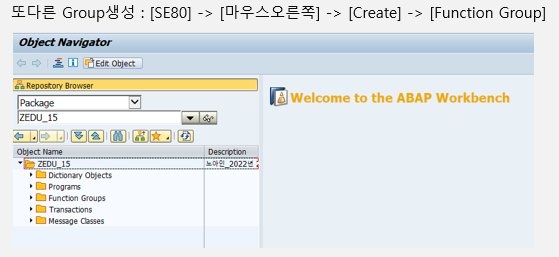 또다른 Group생성 : [SE80] -> [마우스오른쪽] -> [Create] -> [Function Group]
Object Navigator
Edit Object
Repository Browser
Package
ZEDU_15
Welcome to the ABAP Workbench
Object Name
Description
ZEDU_15
노아민_2022년 2
Dictionary Objects
Programs
Function Groups
Transactions
Message Classes